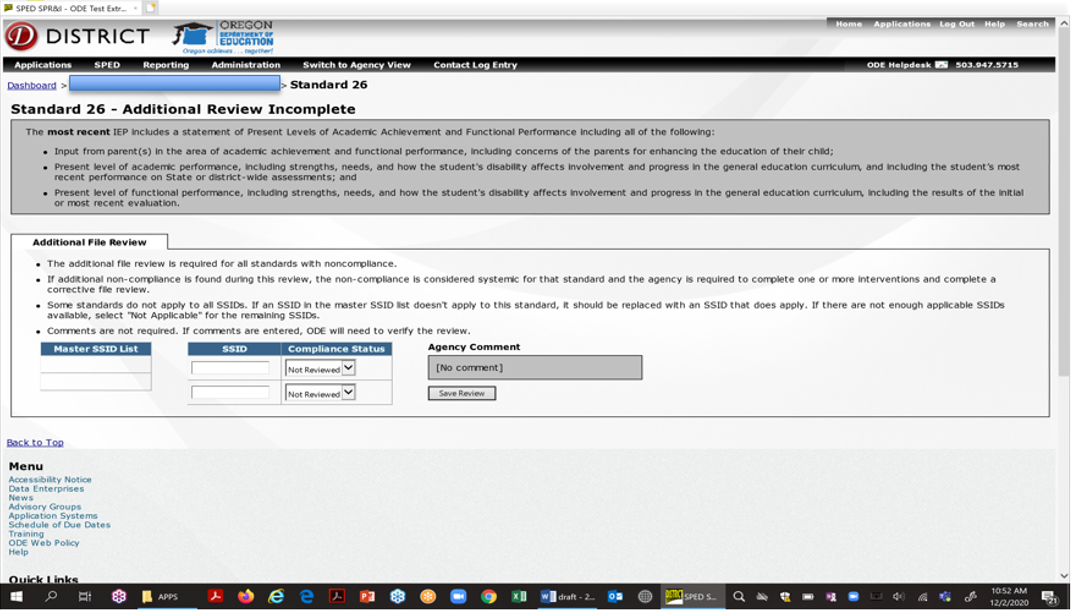 SPED SPR&I - ODE Test Extr...
Home Applications Log Out Help Search
DISTRICT
OREGON
DEPARTMENT OF
EDUCATION
Oregon achieves . . . together!
Applications SPED Reporting Administration Switch to Agency View Contact Log Entry ODE Helpdesk 503.947.5715
Dashboard > > Standard 26
Standard 26 - Additional Review Incomplete
The most recent IEP includes a statement of Present Levels of Academic Achievement and Functional Performance including all of the following:
• Input from parent(s) in the area of academic achievement and functional performance, including concerns of the parents for enhancing the education of their child;
• Present level of academic performance, including strengths, needs, and how the student's disability affects involvement and progress in the general education curriculum, and including the student's most
recent performance on State or district-wide assessments; and
• Present level of functional performance, including strengths, needs, and how the student's disability affects involvement and progress in the general education curriculum, including the results of the initial
or most recent evaluation.
Additional File Review
• The additional file review is required for all standards with noncompliance.
• If additional non-compliance is found during this review, the non-compliance is considered systemic for that standard and the agency is required to complete one or more interventions and complete a
corrective file review.
• Some standards do not apply to all SSIDs. If an SSID in the master SSID list doesn't apply to this standard, it should be replaced with an SSID that does apply. If there are not enough applicable SSIDs
available, select "Not Applicable" for the remaining SSIDs.
• Comments are not required. If comments are entered, ODE will need to verify the review.
Master SSID List SSID Compliance Status Agency Comment
Not Reviewed [No comment]
Not Reviewed Save Review
Back to Top
Menu
Accessibility Notice
Data Enterprises
News
Advisory Groups
Application Systems
Schedule of Due Dates
Training
ODE Web Policy
Help
Quick Links
APPS draft - 2... SPED S... 10:52 AM
12/2/2020